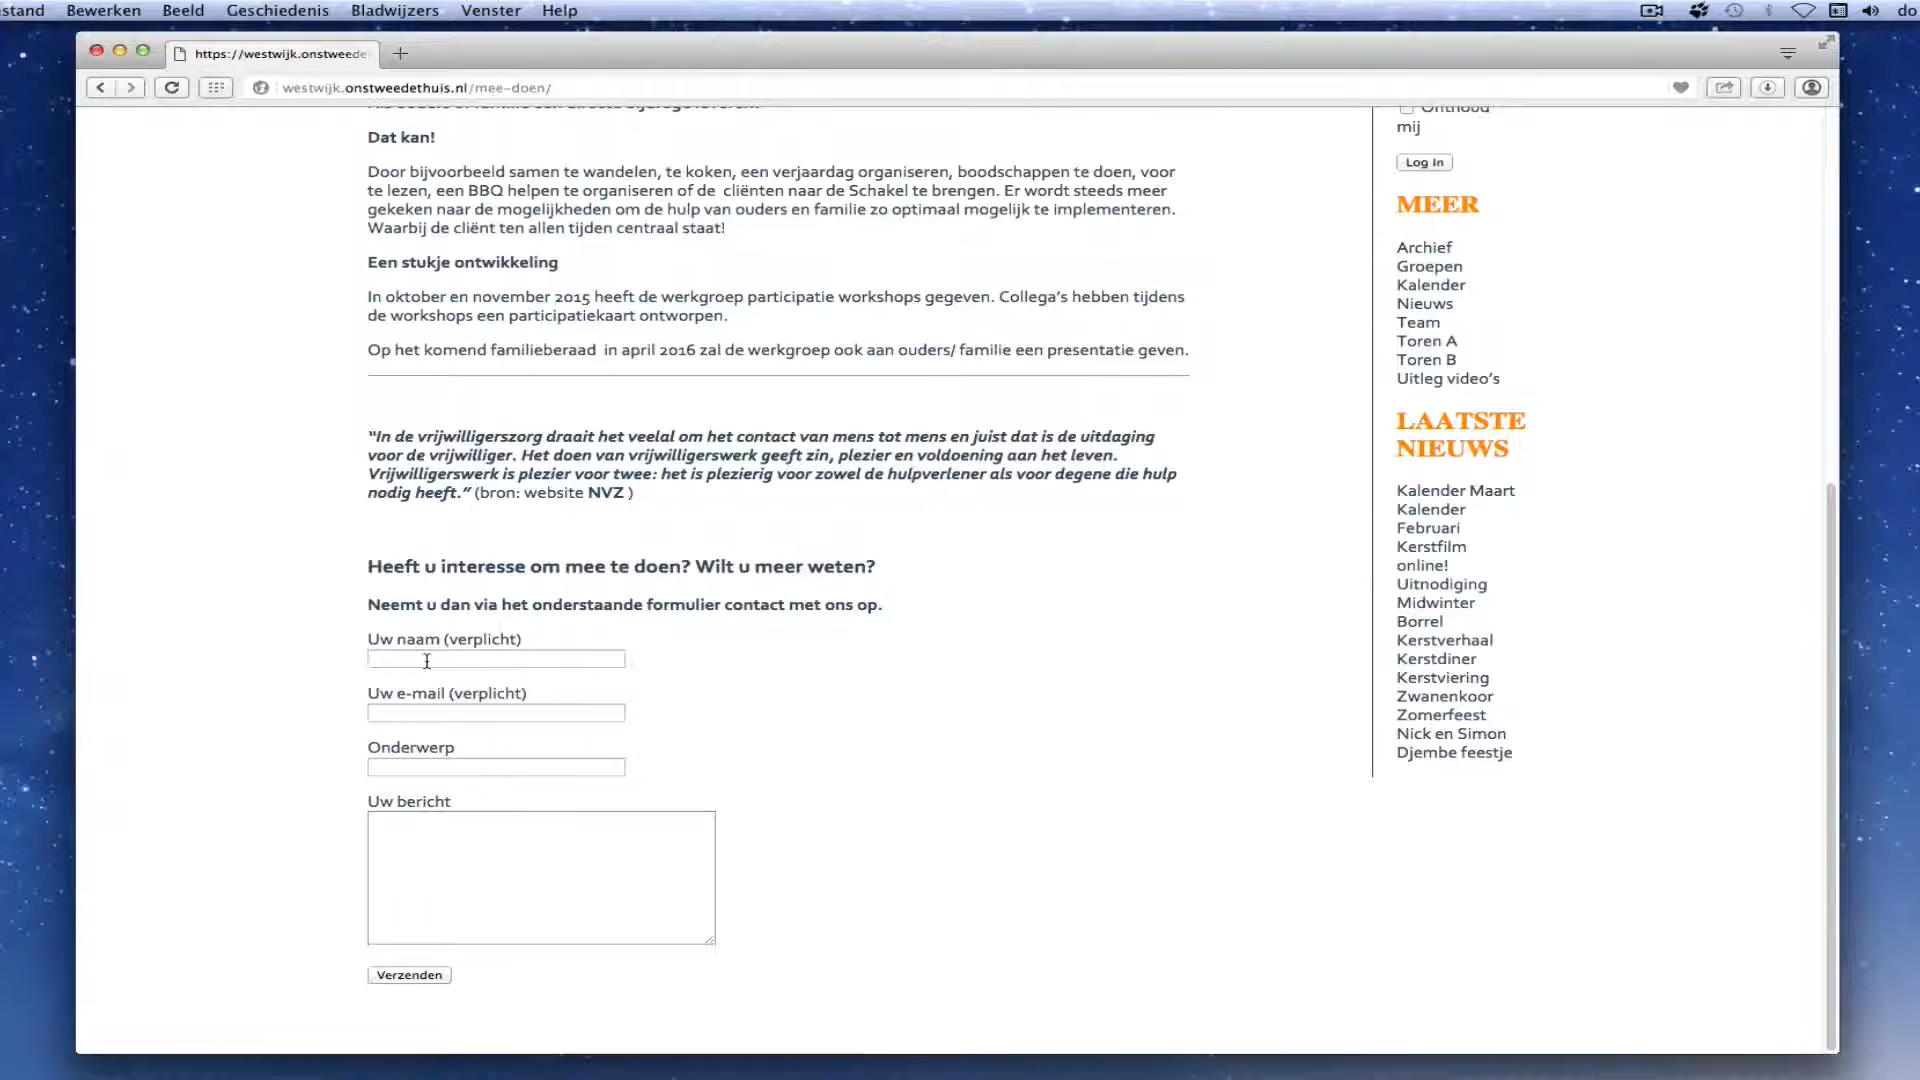 stand Bewerken Beeld Geschiedenis Bladwijzers Venster Help do
https://westwijk.onstweede
westwijk.onstweedethuis.nl/mee-doen/
Dat kan!
Door bijvoorbeeld samen te wandelen, te koken, een verjaardag organiseren, boodschappen te doen, voor
te lezen, een BBQ helpen te organiseren of de cliënten naar de Schakel te brengen. Er wordt steeds meer
gekeken naar de mogelijkheden om de hulp van ouders en familie zo optimaal mogelijk te implementeren.
Waarbij de cliënt ten allen tijden centraal staat!
Een stukje ontwikkeling
In oktober en november 2015 heeft de werkgroep participatie workshops gegeven. Collega's hebben tijdens
de workshops een participatiekaart ontworpen.
Op het komend familieberaad in april 2016 zal de werkgroep ook aan ouders/ familie een presentatie geven.
"In de vrijwilligerszorg draait het veelal om het contact van mens tot mens en juist dat is de uitdaging
voor de vrijwilliger. Het doen van vrijwilligerswerk geeft zin, plezier en voldoening aan het leven.
Vrijwilligerswerk is plezier voor twee: het is plezierig voor zowel de hulpverlener als voor degene die hulp
nodig heeft." (bron: website NVZ )
Heeft u interesse om mee te doen? Wilt u meer weten?
Neemt u dan via het onderstaande formulier contact met ons op.
Uw naam (verplicht)
Uw e-mail (verplicht)
Onderwerp
Uw bericht
Verzenden
Onthoud
mij
Log In
MEER
Archief
Groepen
Kalender
Nieuws
Team
Toren A
Toren B
Uitleg video's
LAATSTE
NIEUWS
Kalender Maart
Kalender
Februari
Kerstfilm
online!
Uitnodiging
Midwinter
Borrel
Kerstverhaal
Kerstdiner
Kerstviering
Zwanenkoor
Zomerfeest
Nick en Simon
Djembe feestje